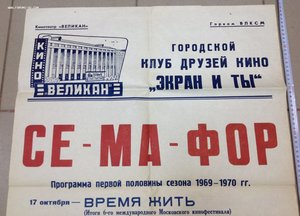 Кинотеатр „ВЕЛИКАН“
Горком ВЛКСМ
КИНО
ВЕЛИКАН
ГОРОДСКОЙ
КЛУБ ДРУЗЕЙ КИНО
„ЭКРАН И ТЫ“
СЕ-МА-ФОР
Программа первой половины сезона 1969–1970 гг.
17 октября — ВРЕМЯ ЖИТЬ
(Итоги 6-го международного Московского кинофестиваля)